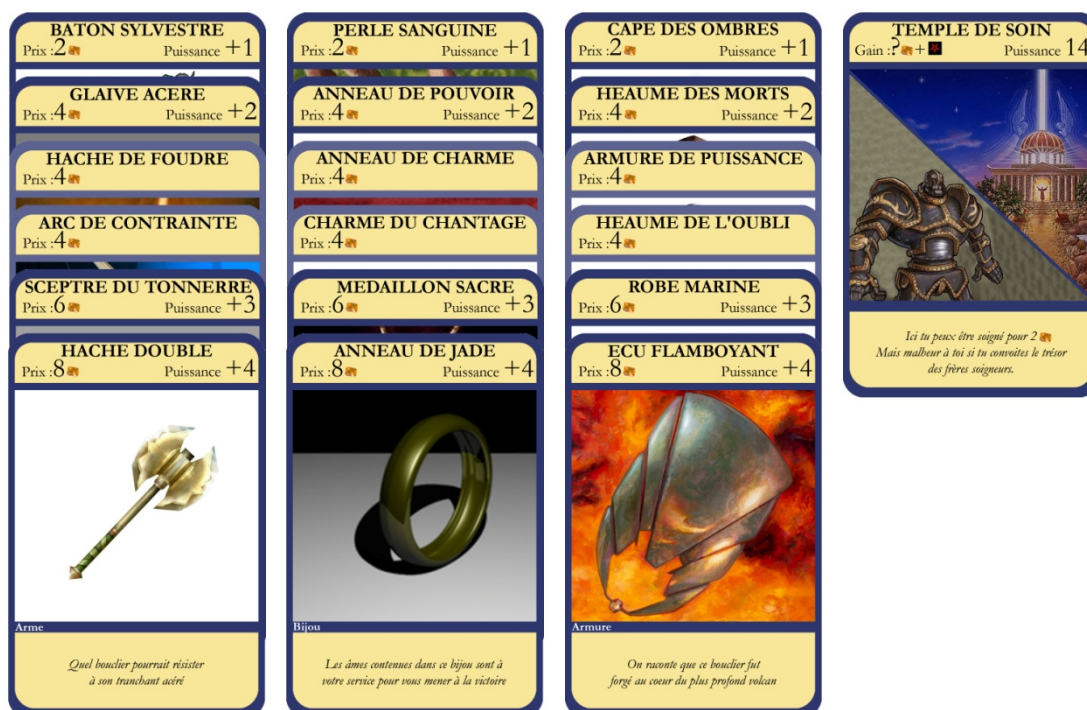 BATON SYLVESTRE
Prix :2 Puissance +1
GLAIVE ACERE
Prix :4 Puissance +2
HACHE DE FOUDRE
Prix :4
ARC DE CONTRAINTE
Prix :4
SCEPTRE DU TONNERRE
Prix :6 Puissance +3
HACHE DOUBLE
Prix :8 Puissance +4
Arme
Quel bouclier pourrait résister
à son tranchant acéré
PERLE SANGUINE
Prix :2 Puissance +1
ANNEAU DE POUVOIR
Prix :4 Puissance +2
ANNEAU DE CHARME
Prix :4
CHARME DU CHANTAGE
Prix :4
MEDAILLON SACRE
Prix :6 Puissance +3
ANNEAU DE JADE
Prix :8 Puissance +4
Bijou
Les âmes contenues dans ce bijou sont à
votre service pour vous mener à la victoire
CAPE DES OMBRES
Prix :2 Puissance +1
HEAUME DES MORTS
Prix :4 Puissance +2
ARMURE DE PUISSANCE
Prix :4
HEAUME DE L'OUBLI
Prix :4
ROBE MARINE
Prix :6 Puissance +3
ECU FLAMBOYANT
Prix :8 Puissance +4
Armure
On raconte que ce bouclier fut
forgé au coeur du plus profond volcan
TEMPLE DE SOIN
Gain :? + Puissance 14
Ici tu peux être soigné pour 2
Mais malheur à toi si tu convoites le trésor
des frères soigneurs.